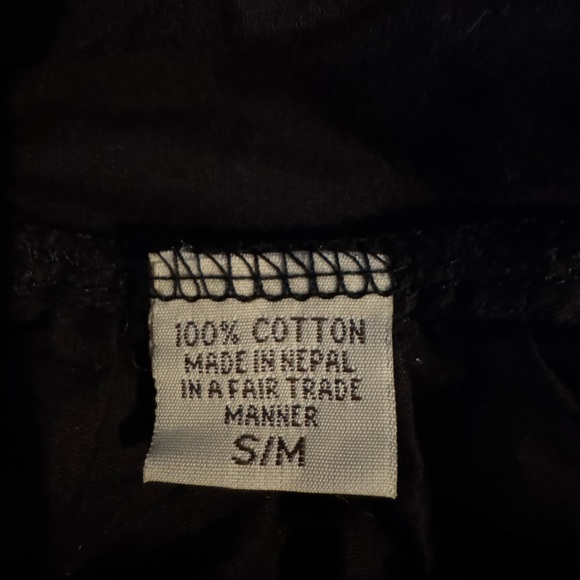 100% COTTON
MADE IN NEPAL
IN A FAIR TRADE
MANNER
S/M